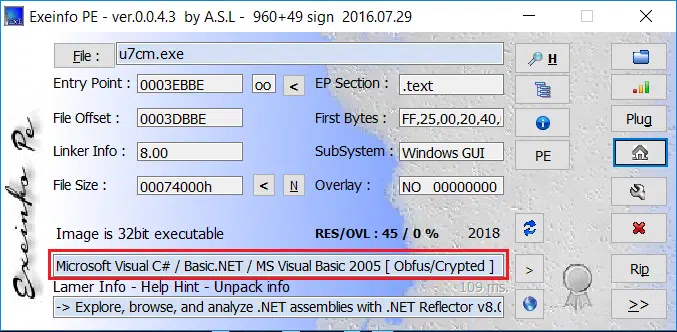 Exeinfo PE - ver.0.0.4.3 by A.S.L - 960+49 sign 2016.07.29
File : u7cm.exe H
Entry Point : 0003EBBE oo < EP Section : .text
File Offset : 0003DBBE First Bytes : FF,25,00,20,40, Plug
Linker Info : 8.00 SubSystem : Windows GUI PE
File Size : 00074000h < N Overlay : NO 00000000
Image is 32bit executable RES/OVL : 45 / 0 % 2018
Microsoft Visual C# / Basic.NET / MS Visual Basic 2005 [ Obfus/Crypted ] > Rip
Lamer Info - Help Hint - Unpack info 109 ms.
-> Explore, browse, and analyze .NET assemblies with .NET Reflector v8.0 >>
Exeinfo Pe